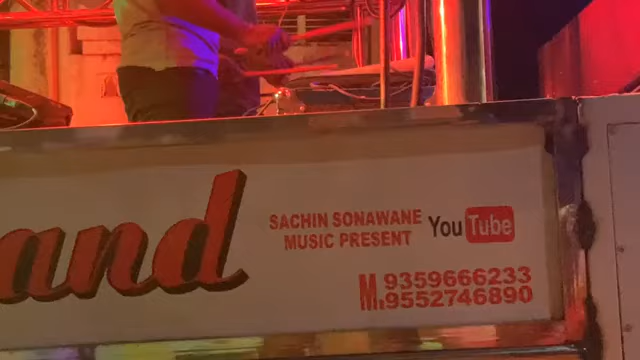 and
SACHIN SONAWANE
MUSIC PRESENT
YouTube
M. 9359666233
9552746890